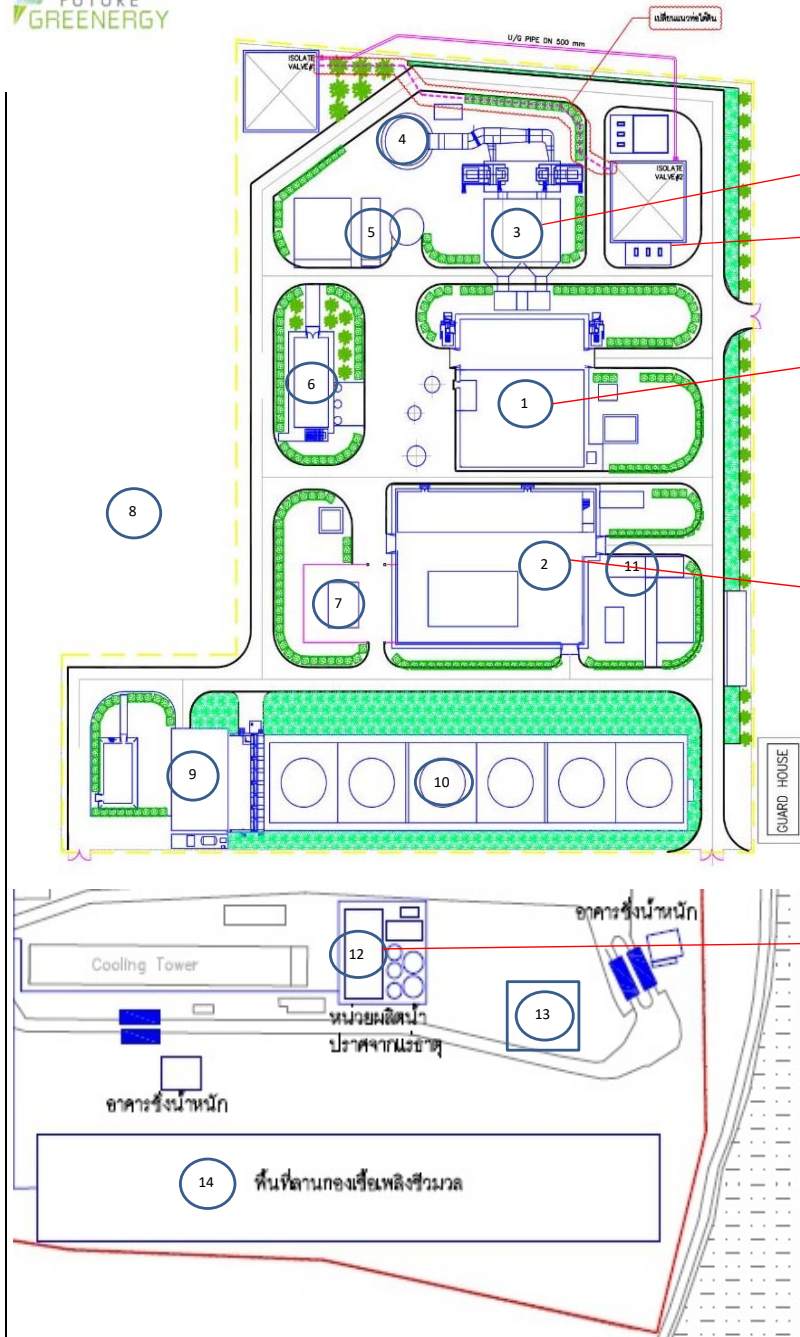 FUTURE
GREENERGY
เปลี่ยนแนวท่อใต้ดิน
U/G PIPE DN 500 mm
ISOLATE
VALVE#1
4
ISOLATE
VALVE#2
5
3
6
1
8
2
11
7
9
10
GUARD HOUSE
อาคารชั่งน้ำหนัก
12
Cooling Tower
13
หน่วยผลิตน้ำ
ปราศจากแร่ธาตุ
อาคารชั่งน้ำหนัก
14
พื้นที่ลานกองเชื้อเพลิงชีวมวล